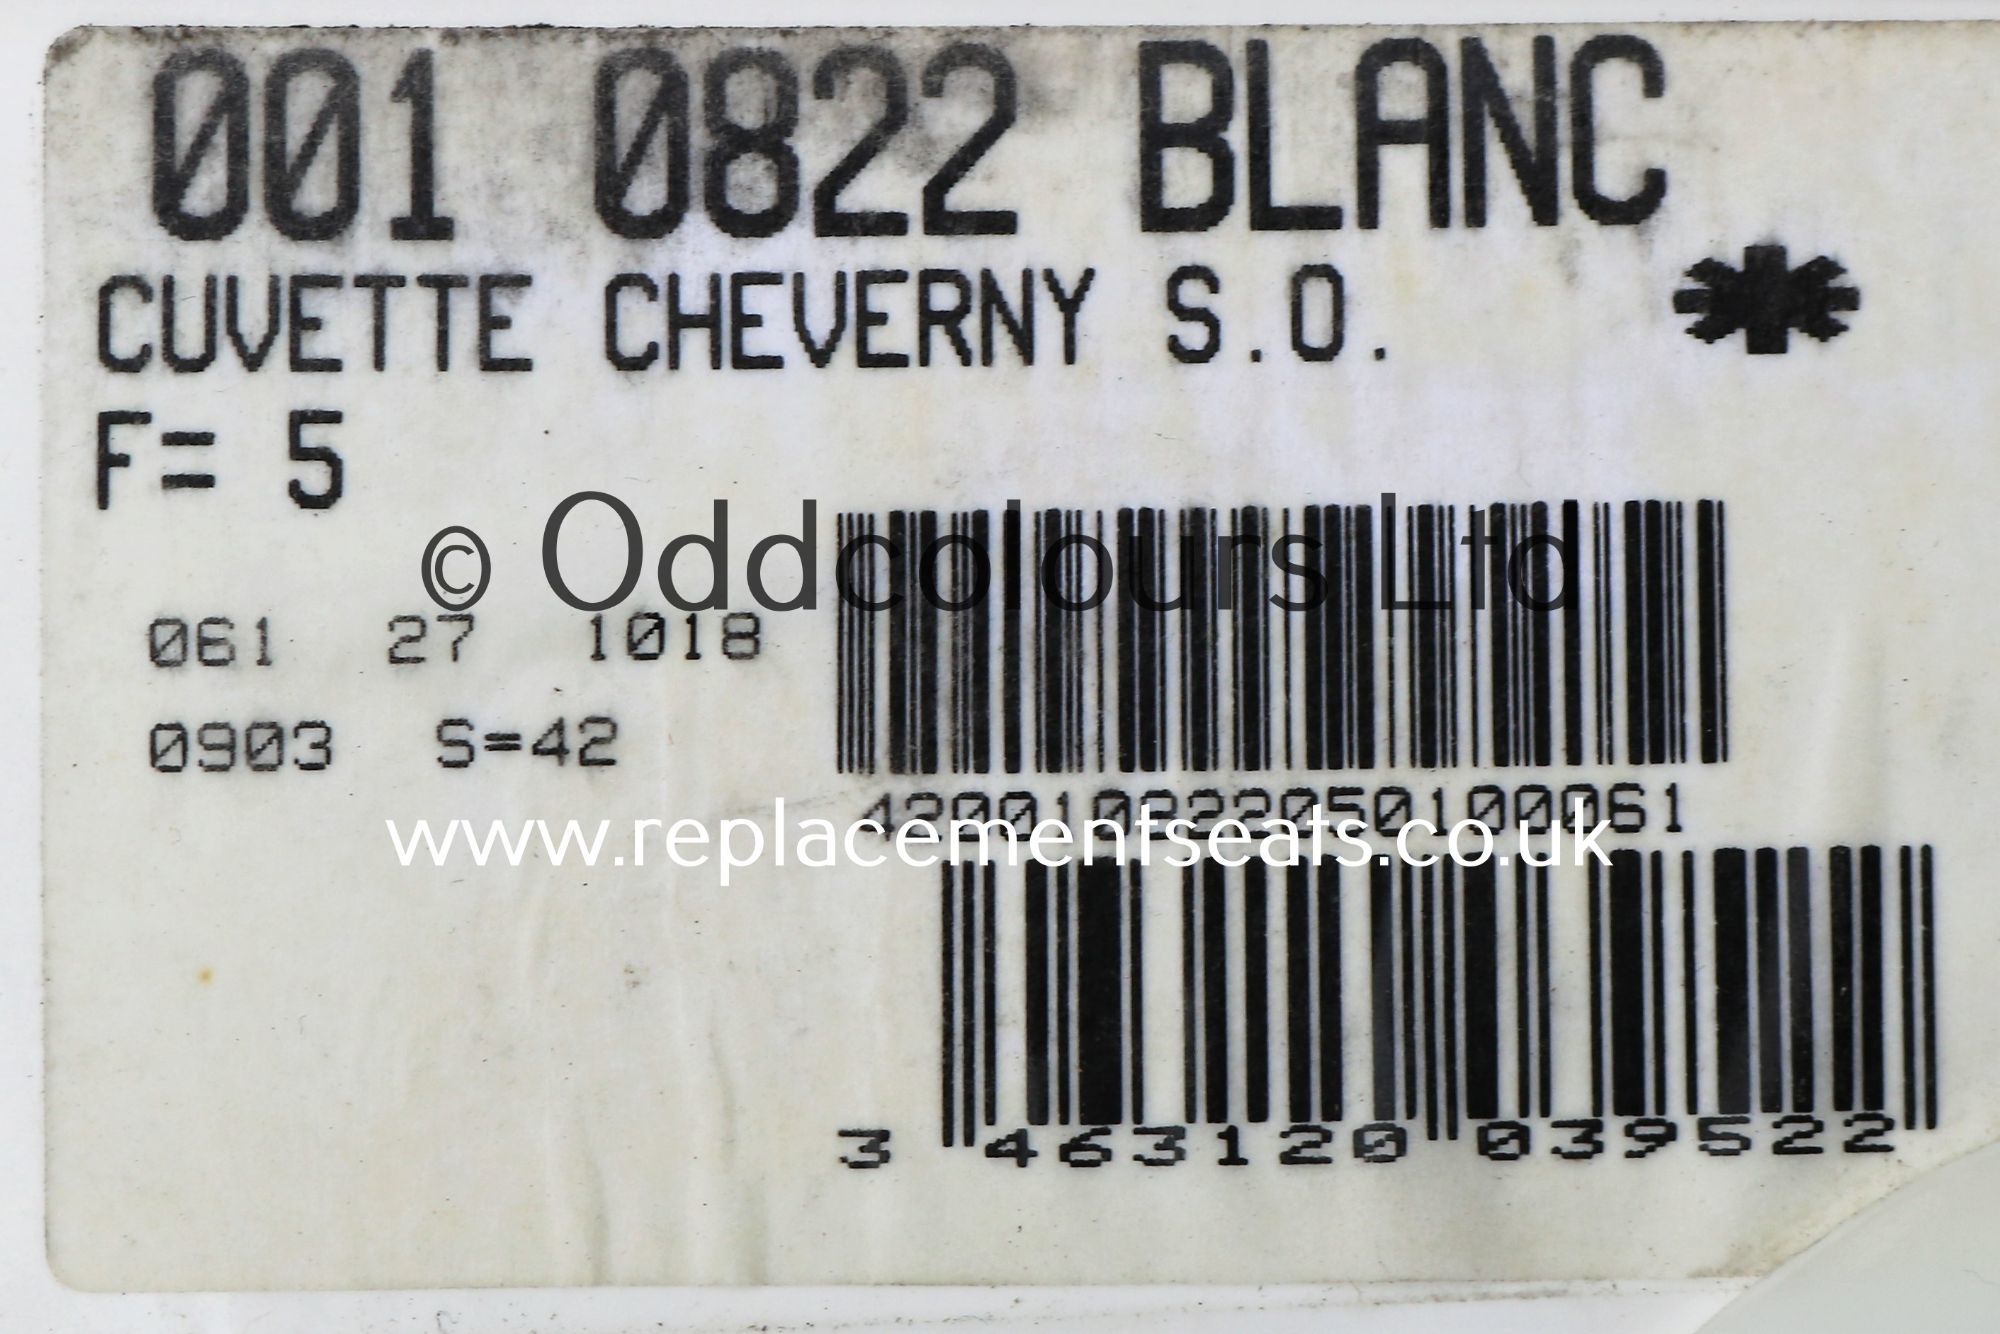 001 0822 BLANC
CUVETTE CHEVERNY S.O. *
F= 5
© Oddcolours Ltd
061 27 1018
0903 S=42
4200108222050100061
www.replacementseats.co.uk
3 463120 039522